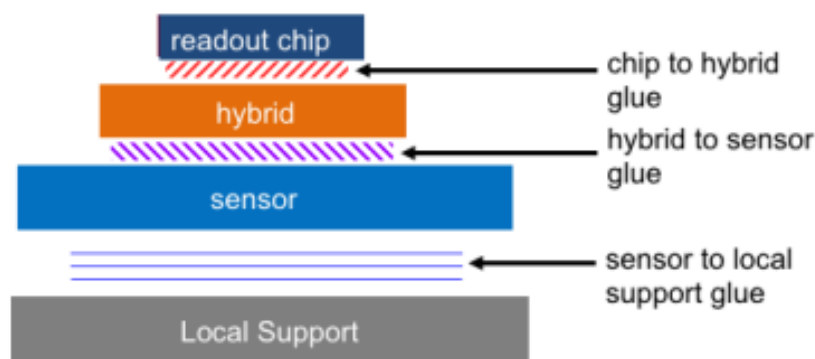 readout chip
chip to hybrid
glue
hybrid
hybrid to sensor
glue
sensor
sensor to local
support glue
Local Support